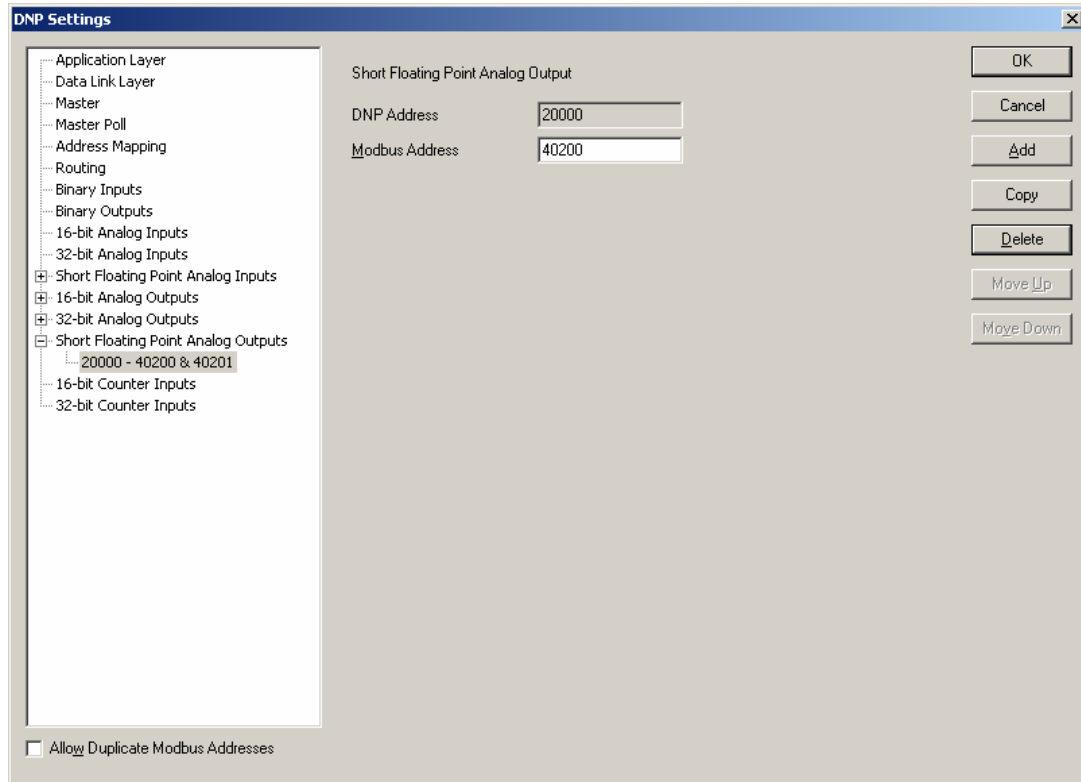 DNP Settings
Application Layer
Data Link Layer
Master
Master Poll
Address Mapping
Routing
Binary Inputs
Binary Outputs
16-bit Analog Inputs
32-bit Analog Inputs
Short Floating Point Analog Inputs
16-bit Analog Outputs
32-bit Analog Outputs
Short Floating Point Analog Outputs
20000 - 40200 & 40201
16-bit Counter Inputs
32-bit Counter Inputs
Allow Duplicate Modbus Addresses
Short Floating Point Analog Output
DNP Address 20000
Modbus Address 40200
OK
Cancel
Add
Copy
Delete
Move Up
Move Down